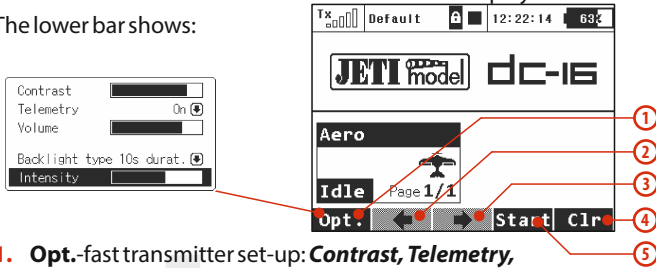 The lower bar shows:
Contrast
Telemetry On
Volume
Backlight type 10s durat.
Intensity
Tx Default 12:22:14 63%
JETI model dc-16
Aero
Idle Page 1/1
Opt. Start Clr
1
2
3
4
5
1. Opt.-fast transmitter set-up: Contrast, Telemetry,